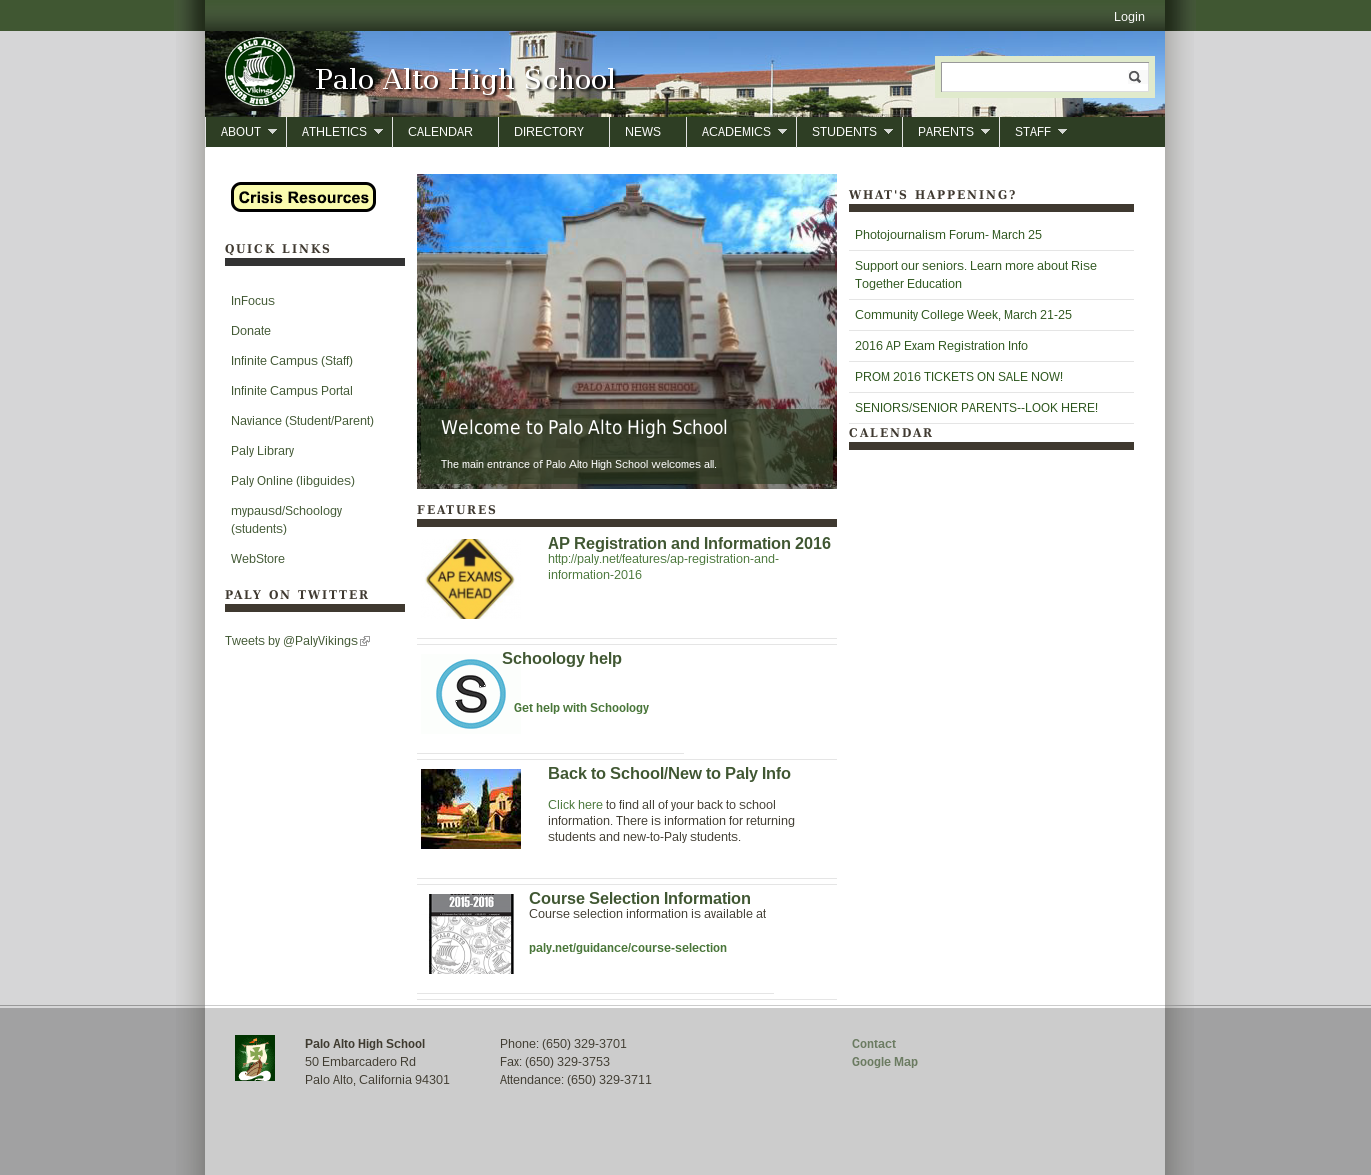 Login
PALO ALTO
Vikings
SENIOR HIGH SCHOOL
Palo Alto High School
ABOUT
ATHLETICS
CALENDAR
DIRECTORY
NEWS
ACADEMICS
STUDENTS
PARENTS
STAFF
Crisis Resources
QUICK LINKS
InFocus
Donate
Infinite Campus (Staff)
Infinite Campus Portal
Naviance (Student/Parent)
Paly Library
Paly Online (libguides)
mypausd/Schoology
(students)
WebStore
PALY ON TWITTER
Tweets by @PalyVikings
PALO ALTO HIGH SCHOOL
Welcome to Palo Alto High School
The main entrance of Palo Alto High School welcomes all.
FEATURES
AP EXAMS
AHEAD
AP Registration and Information 2016
http://paly.net/features/ap-registration-and-
information-2016
S
Schoology help
Get help with Schoology
Back to School/New to Paly Info
Click here to find all of your back to school
information. There is information for returning
students and new-to-Paly students.
2015-2016
Course Selection Information
Course selection information is available at
paly.net/guidance/course-selection
WHAT'S HAPPENING?
Photojournalism Forum- March 25
Support our seniors. Learn more about Rise
Together Education
Community College Week, March 21-25
2016 AP Exam Registration Info
PROM 2016 TICKETS ON SALE NOW!
SENIORS/SENIOR PARENTS--LOOK HERE!
CALENDAR
Palo Alto High School
50 Embarcadero Rd
Palo Alto, California 94301
Phone: (650) 329-3701
Fax: (650) 329-3753
Attendance: (650) 329-3711
Contact
Google Map